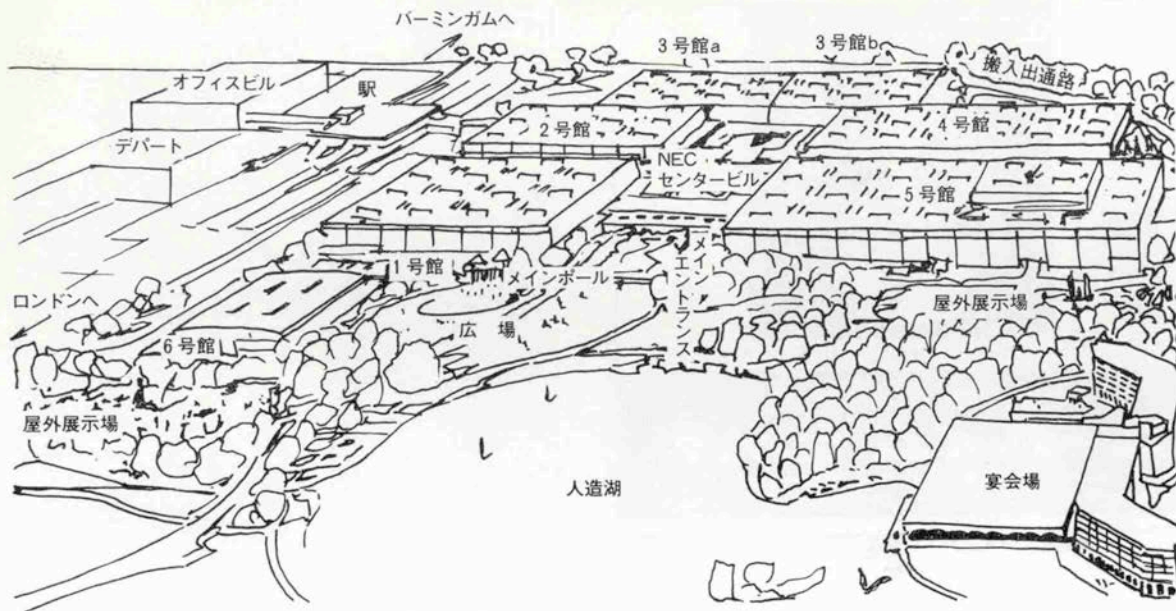 バーミンガムへ
3号館a
3号館b
搬入出通路
オフィスビル
駅
2号館
4号館
デパート
NEC
センタービル
5号館
1号館
メインポール
メインエントランス
ロンドンへ
広場
屋外展示場
6号館
屋外展示場
人造湖
宴会場